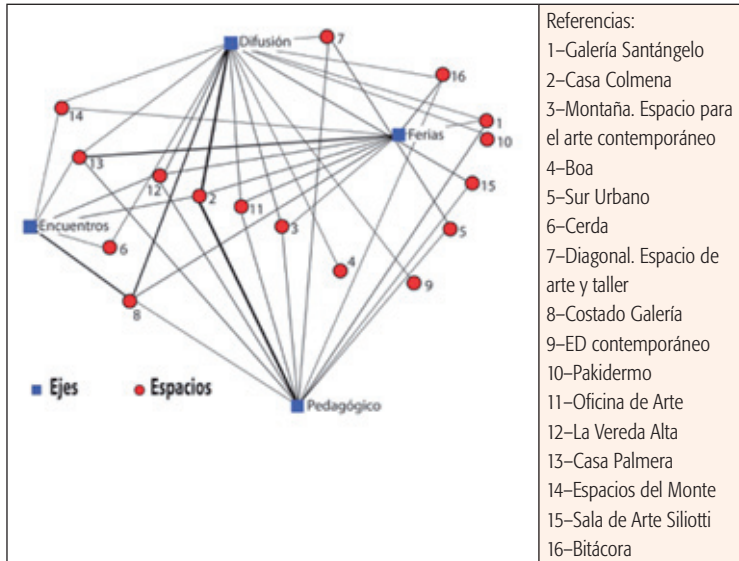 Difusión
7
16
14
1
Ferias
10
13
12
15
2
11
Encuentros
3
5
6
4
9
8
Ejes
Espacios
Pedagógico
Referencias:
1–Galería Santángelo
2–Casa Colmena
3–Montaña. Espacio para
el arte contemporáneo
4–Boa
5–Sur Urbano
6–Cerda
7–Diagonal. Espacio de
arte y taller
8–Costado Galería
9–ED contemporáneo
10–Pakidermo
11–Oficina de Arte
12–La Vereda Alta
13–Casa Palmera
14–Espacios del Monte
15–Sala de Arte Siliotti
16–Bitácora